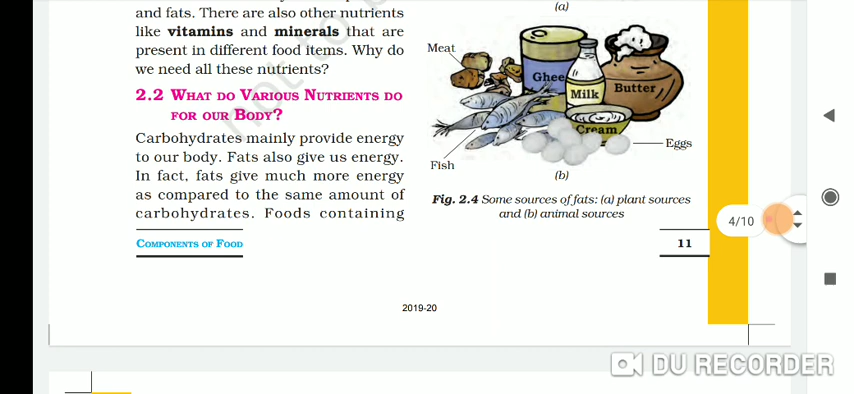 and fats. There are also other nutrients
like vitamins and minerals that are
present in different food items. Why do
we need all these nutrients?
2.2 WHAT DO VARIOUS NUTRIENTS DO
FOR OUR BODY?
Carbohydrates mainly provide energy
to our body. Fats also give us energy.
In fact, fats give much more energy
as compared to the same amount of
carbohydrates. Foods containing
(a)
Meat
Ghee
Milk
Butter
Cream
Eggs
Fish
(b)
Fig. 2.4 Some sources of fats: (a) plant sources
and (b) animal sources
4/10
COMPONENTS OF FOOD
11
2019-20
DU RECORDER